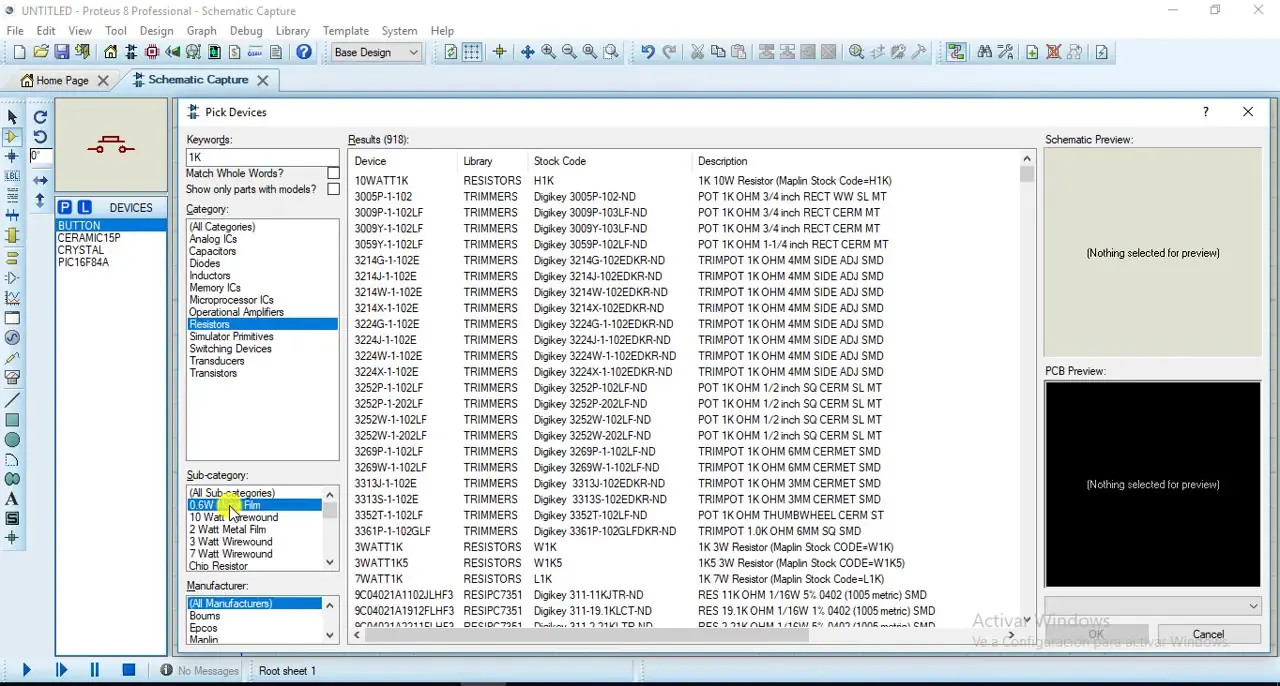 UNTITLED - Proteus 8 Professional - Schematic Capture
File Edit View Tool Design Graph Debug Library Template System Help
Base Design
Home Page
Schematic Capture
Pick Devices
?
Keywords:
1K
Match Whole Words?
Show only parts with models?
Category:
(All Categories)
Analog ICs
Capacitors
Diodes
Inductors
Memory ICs
Microprocessor ICs
Operational Amplifiers
Resistors
Simulator Primitives
Switching Devices
Transducers
Transistors
Sub-category:
(All Sub-categories)
0.6W Film
10 Watt Wirewound
2 Watt Metal Film
3 Watt Wirewound
7 Watt Wirewound
Chip Resistor
Manufacturer:
(All Manufacturers)
Bourns
Epcos
Maplin
0°
LBL
P L DEVICES
BUTTON
CERAMIC15P
CRYSTAL
PIC16F84A
Results (918):
Device Library Stock Code Description
10WATT1K RESISTORS H1K 1K 10W Resistor (Maplin Stock Code=H1K)
3005P-1-102 TRIMMERS Digikey 3005P-102-ND POT 1K OHM 3/4 inch RECT WW SL MT
3009P-1-102LF TRIMMERS Digikey 3009P-103LF-ND POT 1K OHM 3/4 inch RECT CERM MT
3009Y-1-102LF TRIMMERS Digikey 3009Y-103LF-ND POT 1K OHM 3/4 inch RECT CERM MT
3059Y-1-102LF TRIMMERS Digikey 3059P-102LF-ND POT 1K OHM 1-1/4 inch RECT CERM MT
3214G-1-102E TRIMMERS Digikey 3214G-102EDKR-ND TRIMPOT 1K OHM 4MM SIDE ADJ SMD
3214J-1-102E TRIMMERS Digikey 3214J-102EDKR-ND TRIMPOT 1K OHM 4MM SIDE ADJ SMD
3214W-1-102E TRIMMERS Digikey 3214W-102EDKR-ND TRIMPOT 1K OHM 4MM SIDE ADJ SMD
3214X-1-102E TRIMMERS Digikey 3214X-102EDKR-ND TRIMPOT 1K OHM 4MM SIDE ADJ SMD
3224G-1-102E TRIMMERS Digikey 3224G-1-102EDKR-ND TRIMPOT 1K OHM 4MM SIDE ADJ SMD
3224J-1-102E TRIMMERS Digikey 3224J-1-102EDKR-ND TRIMPOT 1K OHM 4MM SIDE ADJ SMD
3224W-1-102E TRIMMERS Digikey 3224W-1-102EDKR-ND TRIMPOT 1K OHM 4MM SIDE ADJ SMD
3224X-1-102E TRIMMERS Digikey 3224X-1-102EDKR-ND TRIMPOT 1K OHM 4MM SIDE ADJ SMD
3252P-1-102LF TRIMMERS Digikey 3252P-102LF-ND POT 1K OHM 1/2 inch SQ CERM SL MT
3252P-1-202LF TRIMMERS Digikey 3252P-202LF-ND POT 1K OHM 1/2 inch SQ CERM SL MT
3252W-1-102LF TRIMMERS Digikey 3252W-102LF-ND POT 1K OHM 1/2 inch SQ CERM SL MT
3252W-1-202LF TRIMMERS Digikey 3252W-202LF-ND POT 1K OHM 1/2 inch SQ CERM SL MT
3269P-1-102LF TRIMMERS Digikey 3269P-1-102LF-ND POT 1K OHM 6MM CERMET SMD
3269W-1-102LF TRIMMERS Digikey 3269W-1-102LF-ND POT 1K OHM 6MM CERMET SMD
3313J-1-102E TRIMMERS Digikey 3313J-102EDKR-ND POT 1K OHM 3MM CERMET SMD
3313S-1-102E TRIMMERS Digikey 3313S-102EDKR-ND POT 1K OHM 3MM CERMET SMD
3352T-1-102LF TRIMMERS Digikey 3352T-102LF-ND POT 1K OHM THUMBWHEEL CERM ST
3361P-1-102GLF TRIMMERS Digikey 3361P-102GLFDKR-ND TRIMPOT 1.0K OHM 6MM SQ SMD
3WATT1K RESISTORS W1K 1K 3W Resistor (Maplin Stock CODE=W1K)
3WATT1K5 RESISTORS W1K5 1K5 3W Resistor (Maplin Stock CODE=W1K5)
7WATT1K RESISTORS L1K 1K 7W Resistor (Maplin Stock Code=L1K)
9C04021A1102JLHF3 RESIPC7351 Digikey 311-11KJTR-ND RES 11K OHM 1/16W 5% 0402 (1005 metric) SMD
9C04021A1912FLHF3 RESIPC7351 Digikey 311-19.1KLCT-ND RES 19.1K OHM 1/16W 1% 0402 (1005 metric) SMD
Schematic Preview:
(Nothing selected for preview)
PCB Preview:
(Nothing selected for preview)
OK Cancel
Activar Windows
Ve a Configuración para activar Windows.
No Messages
Root sheet 1